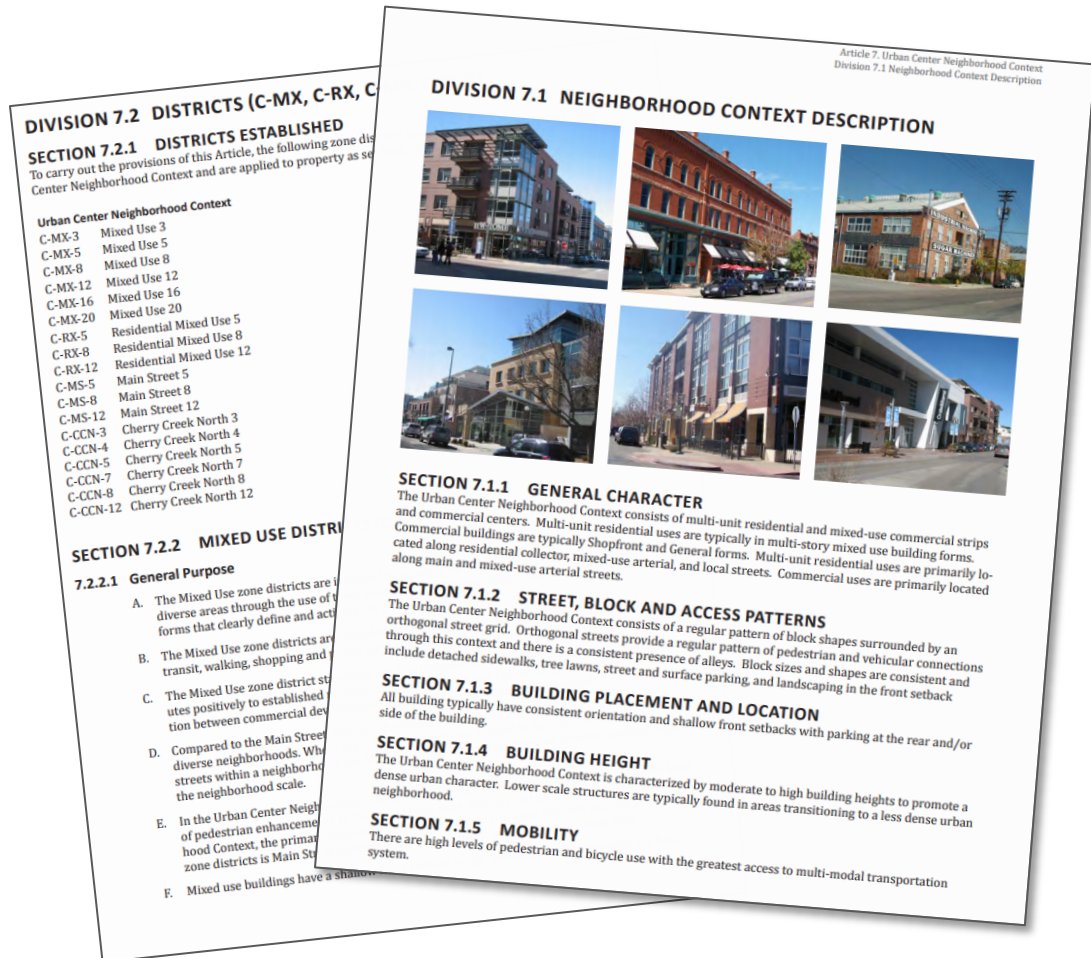 DIVISION 7.2 DISTRICTS (C-MX, C-RX, C-
SECTION 7.2.1 DISTRICTS ESTABLISHED
To carry out the provisions of this Article, the following zone dis
Center Neighborhood Context and are applied to property as se
Urban Center Neighborhood Context
C-MX-3 Mixed Use 3
C-MX-5 Mixed Use 5
C-MX-8 Mixed Use 8
C-MX-12 Mixed Use 12
C-MX-16 Mixed Use 16
C-MX-20 Mixed Use 20
C-RX-5 Residential Mixed Use 5
C-RX-8 Residential Mixed Use 8
C-RX-12 Residential Mixed Use 12
C-MS-5 Main Street 5
C-MS-8 Main Street 8
C-MS-12 Main Street 12
C-CCN-3 Cherry Creek North 3
C-CCN-4 Cherry Creek North 4
C-CCN-5 Cherry Creek North 5
C-CCN-7 Cherry Creek North 7
C-CCN-8 Cherry Creek North 8
C-CCN-12 Cherry Creek North 12
SECTION 7.2.2 MIXED USE DISTRI
7.2.2.1 General Purpose
A. The Mixed Use zone districts are i
diverse areas through the use of t
forms that clearly define and acti
B. The Mixed Use zone districts are
transit, walking, shopping and
C. The Mixed Use zone district sta
utes positively to established
tion between commercial dev
D. Compared to the Main Street
diverse neighborhoods. Whe
streets within a neighborho
the neighborhood scale.
E. In the Urban Center Neigh
of pedestrian enhanceme
hood Context, the primar
zone districts is Main Str
F. Mixed use buildings have a shallow
Article 7. Urban Center Neighborhood Context
Division 7.1 Neighborhood Context Description
DIVISION 7.1 NEIGHBORHOOD CONTEXT DESCRIPTION
SUGAR
SECTION 7.1.1 GENERAL CHARACTER
The Urban Center Neighborhood Context consists of multi-unit residential and mixed-use commercial strips
and commercial centers. Multi-unit residential uses are typically in multi-story mixed use building forms.
Commercial buildings are typically Shopfront and General forms. Multi-unit residential uses are primarily lo-
cated along residential collector, mixed-use arterial, and local streets. Commercial uses are primarily located
along main and mixed-use arterial streets.
SECTION 7.1.2 STREET, BLOCK AND ACCESS PATTERNS
The Urban Center Neighborhood Context consists of a regular pattern of block shapes surrounded by an
orthogonal street grid. Orthogonal streets provide a regular pattern of pedestrian and vehicular connections
through this context and there is a consistent presence of alleys. Block sizes and shapes are consistent and
include detached sidewalks, tree lawns, street and surface parking, and landscaping in the front setback
SECTION 7.1.3 BUILDING PLACEMENT AND LOCATION
All building typically have consistent orientation and shallow front setbacks with parking at the rear and/or
side of the building.
SECTION 7.1.4 BUILDING HEIGHT
The Urban Center Neighborhood Context is characterized by moderate to high building heights to promote a
dense urban character. Lower scale structures are typically found in areas transitioning to a less dense urban
neighborhood.
SECTION 7.1.5 MOBILITY
There are high levels of pedestrian and bicycle use with the greatest access to multi-modal transportation
system.